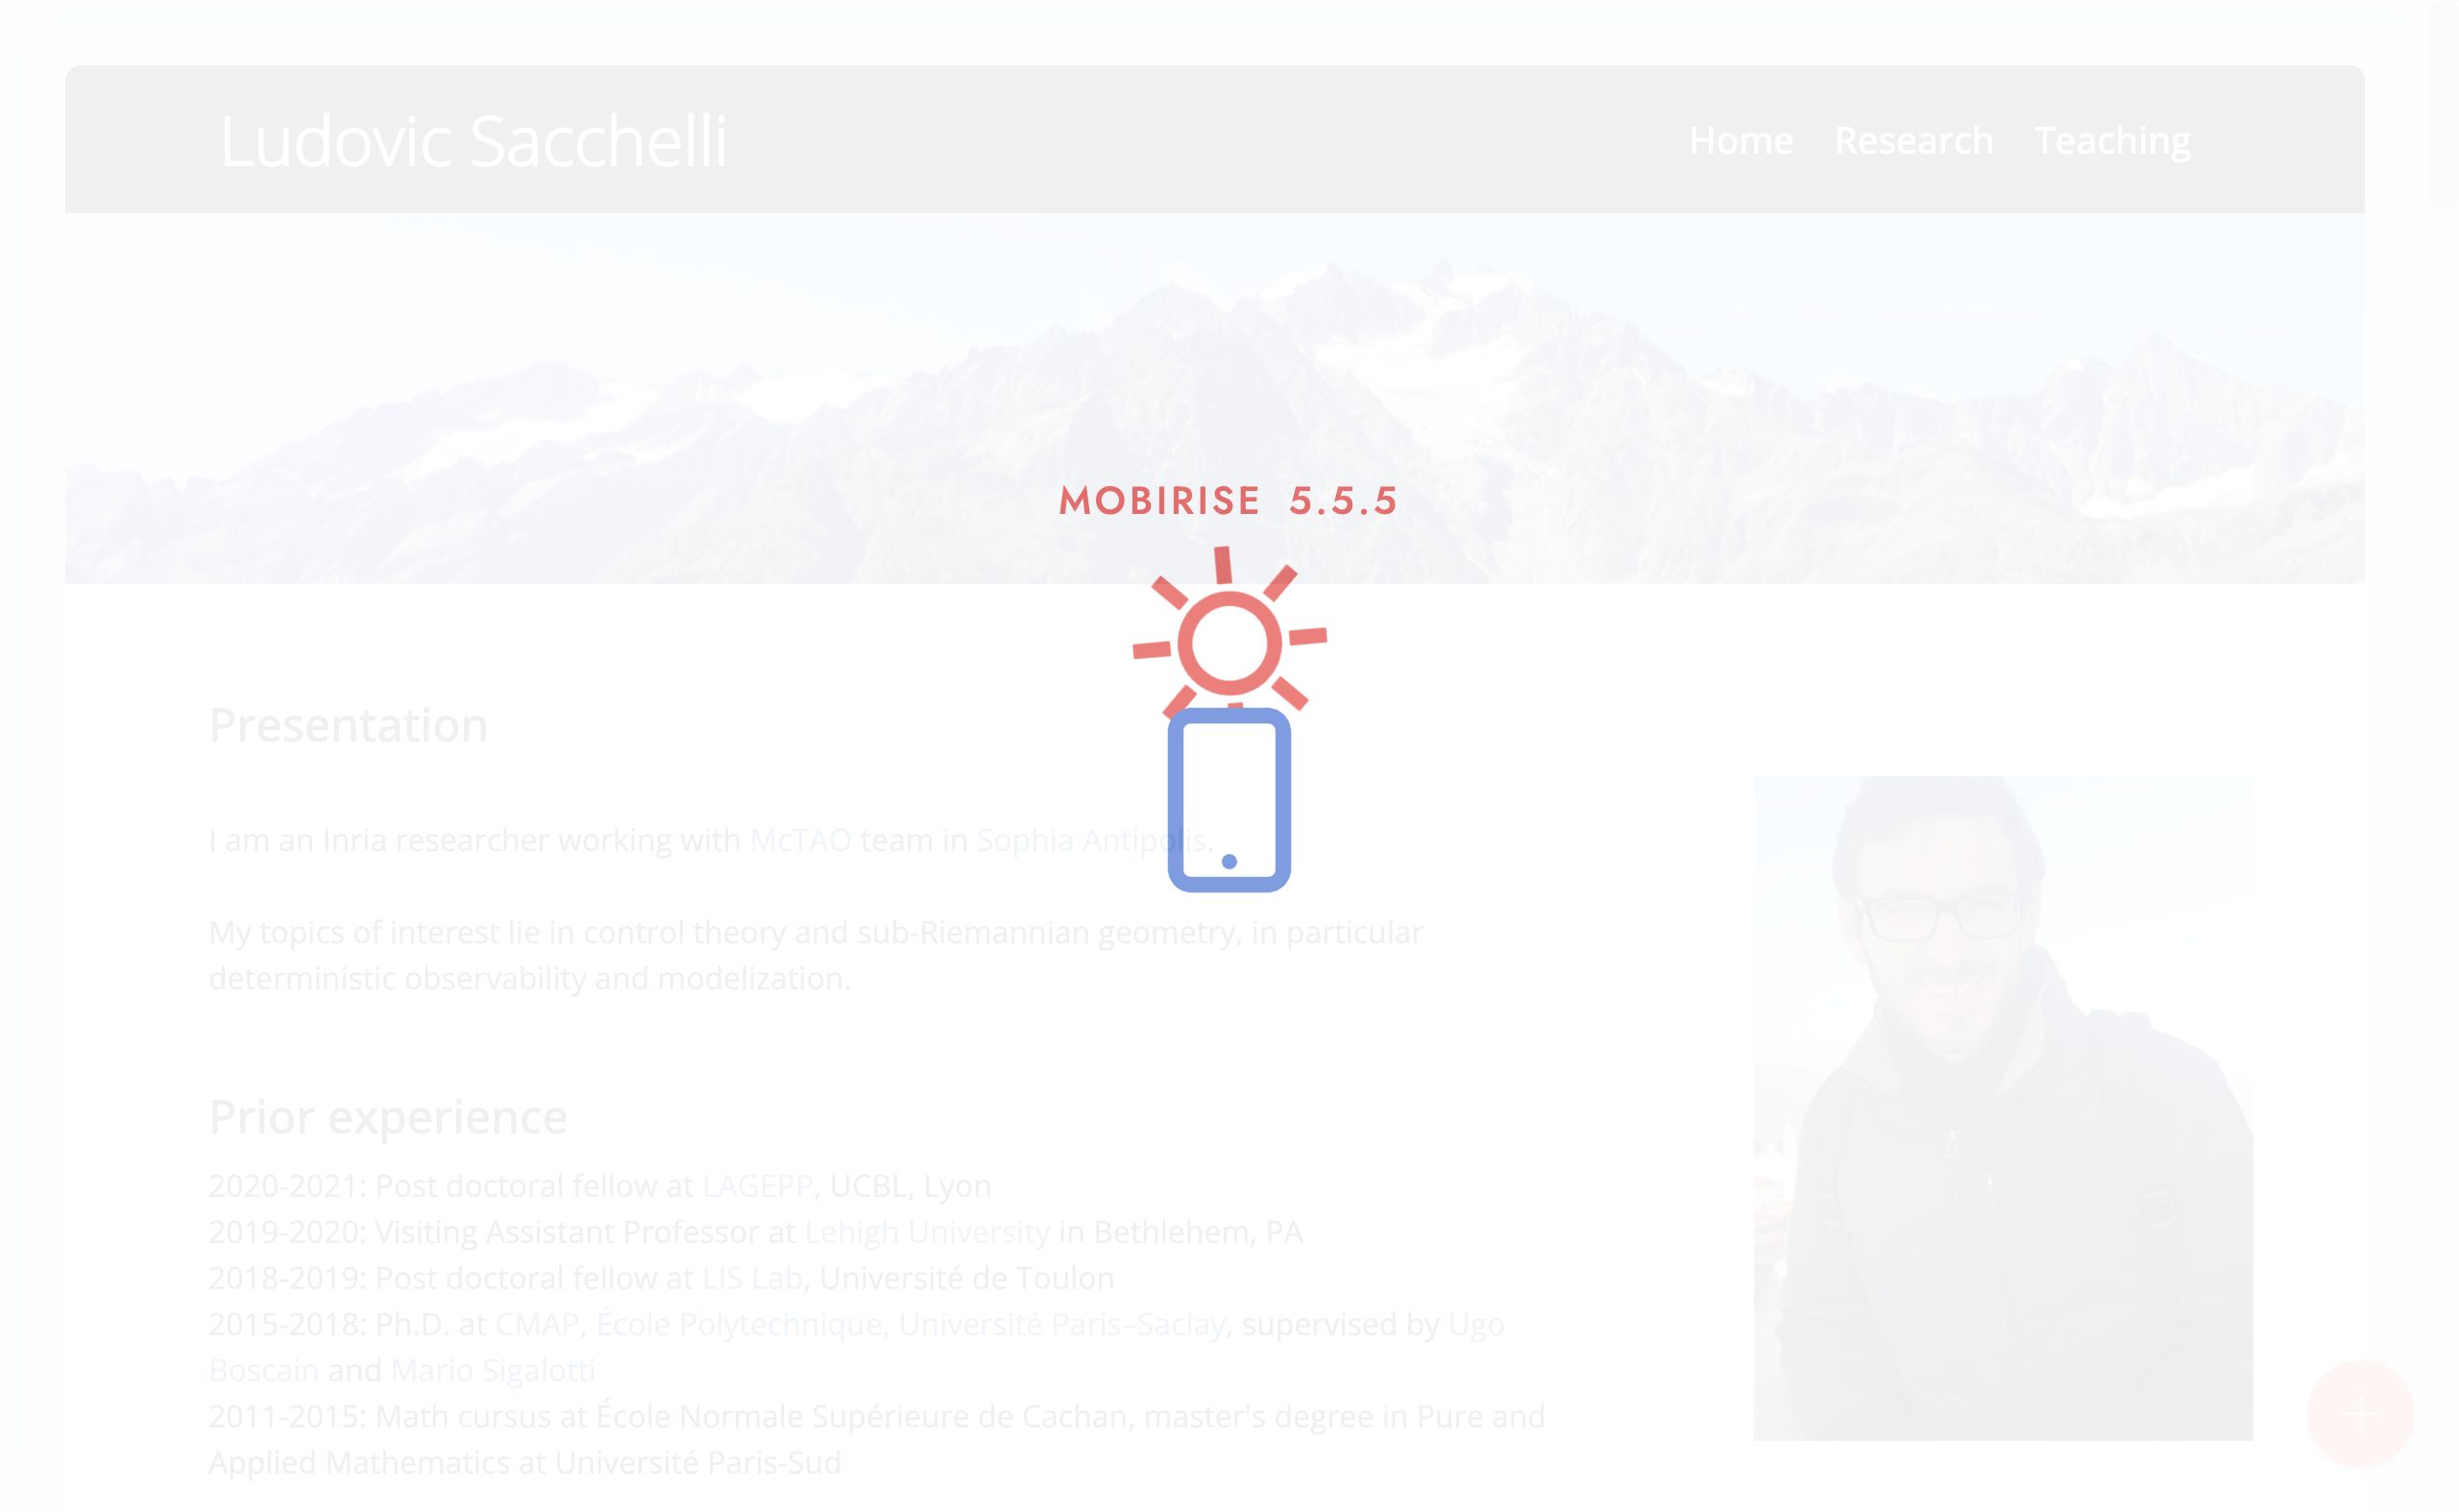 Ludovic Sacchelli
Home Research Teaching
MOBIRISE 5.5.5
Presentation
I am an Inria researcher working with McTAO team in Sophia Antipolis.
My topics of interest lie in control theory and sub-Riemannian geometry, in particular
deterministic observability and modelization.
Prior experience
2020-2021: Post doctoral fellow at LAGEPP, UCBL, Lyon
2019-2020: Visiting Assistant Professor at Lehigh University in Bethlehem, PA
2018-2019: Post doctoral fellow at LIS Lab, Université de Toulon
2015-2018: Ph.D. at CMAP, École Polytechnique, Université Paris–Saclay, supervised by Ugo
Boscain and Mario Sigalotti
2011-2015: Math cursus at École Normale Supérieure de Cachan, master's degree in Pure and
Applied Mathematics at Université Paris-Sud